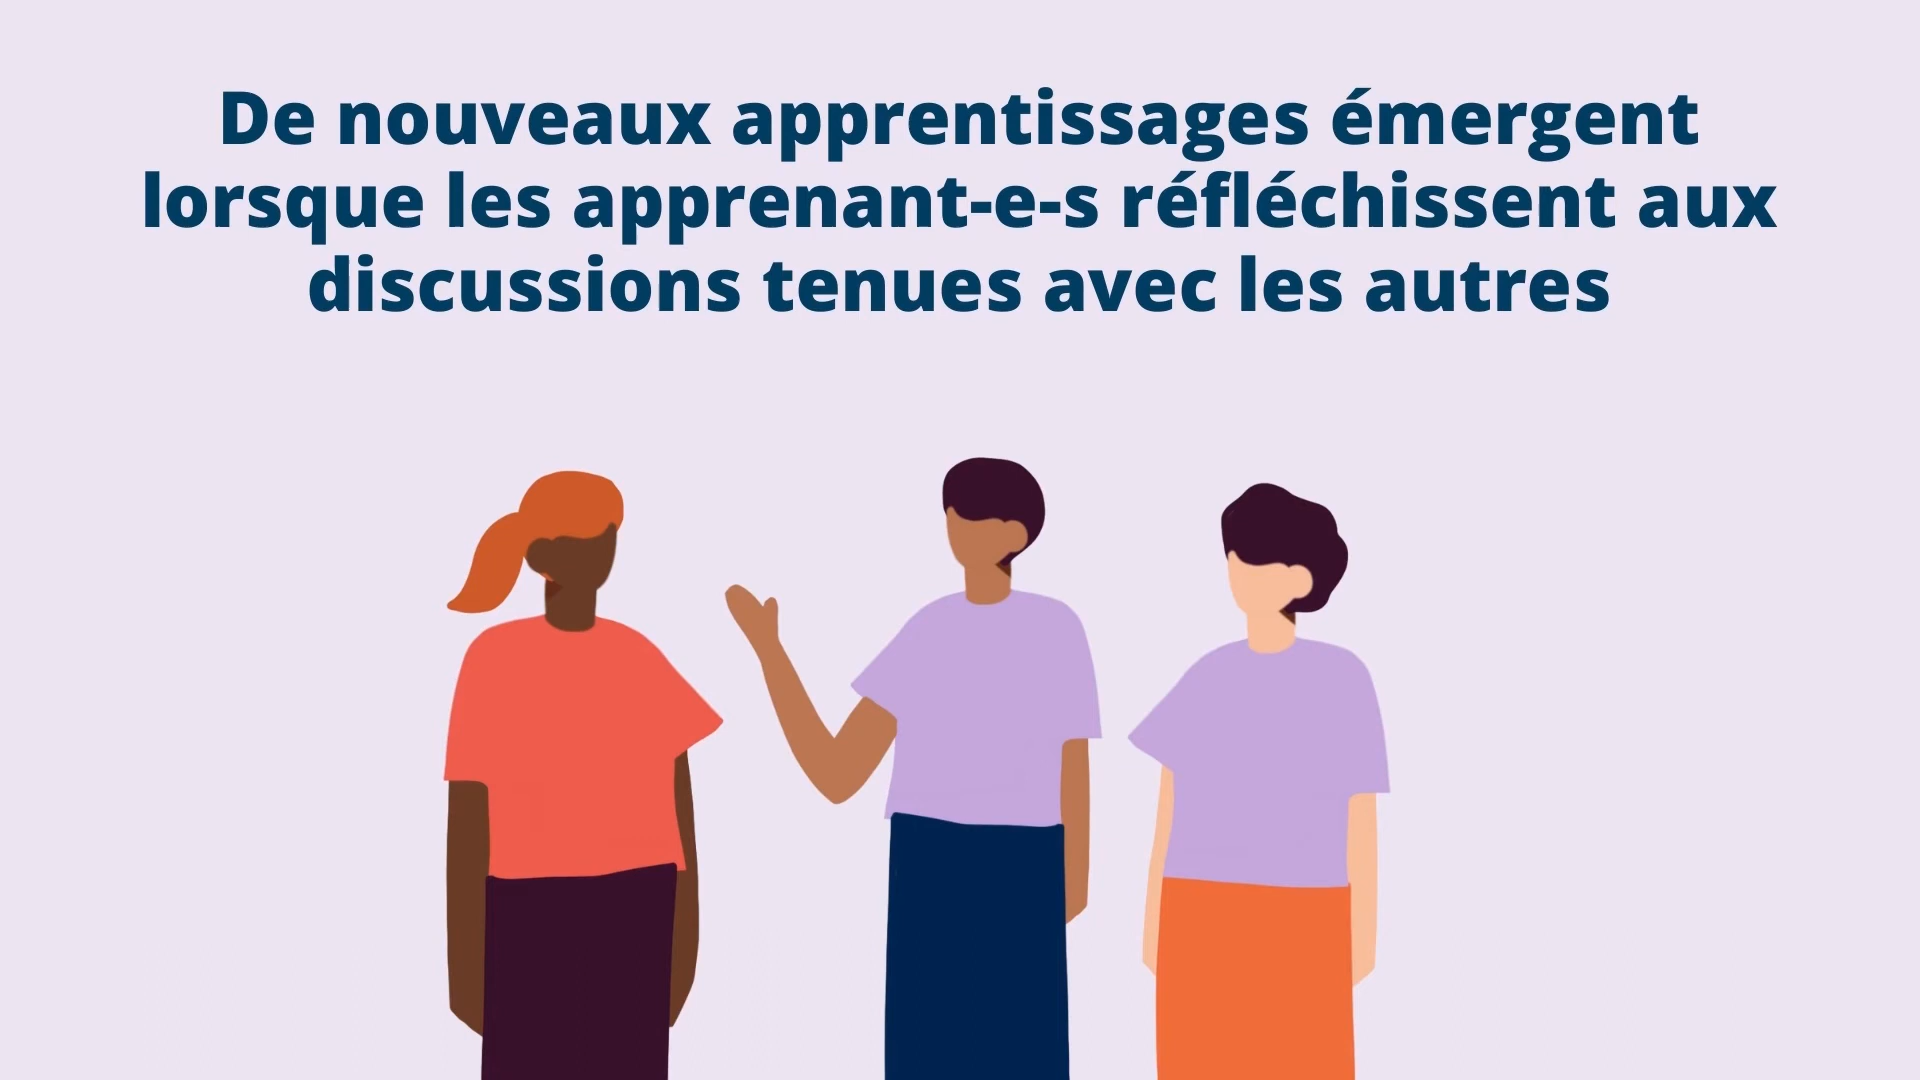 De nouveaux apprentissages émergent
lorsque les apprenant-e-s réfléchissent aux
discussions tenues avec les autres